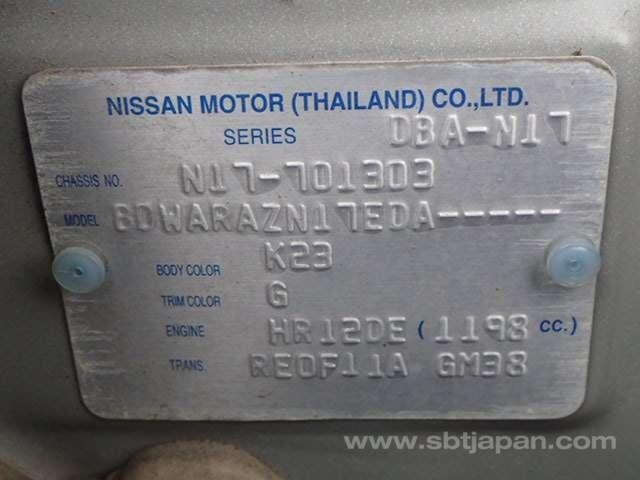 NISSAN MOTOR (THAILAND) CO.,LTD.
SERIES DBA-N17
CHASSIS NO. N17-701303
MODEL BDWARAZN17EDA-----
BODY COLOR K23
TRIM COLOR G
ENGINE HR12DE (1198 CC.)
TRANS. RE0F11A GM38
www.sbtjapan.com